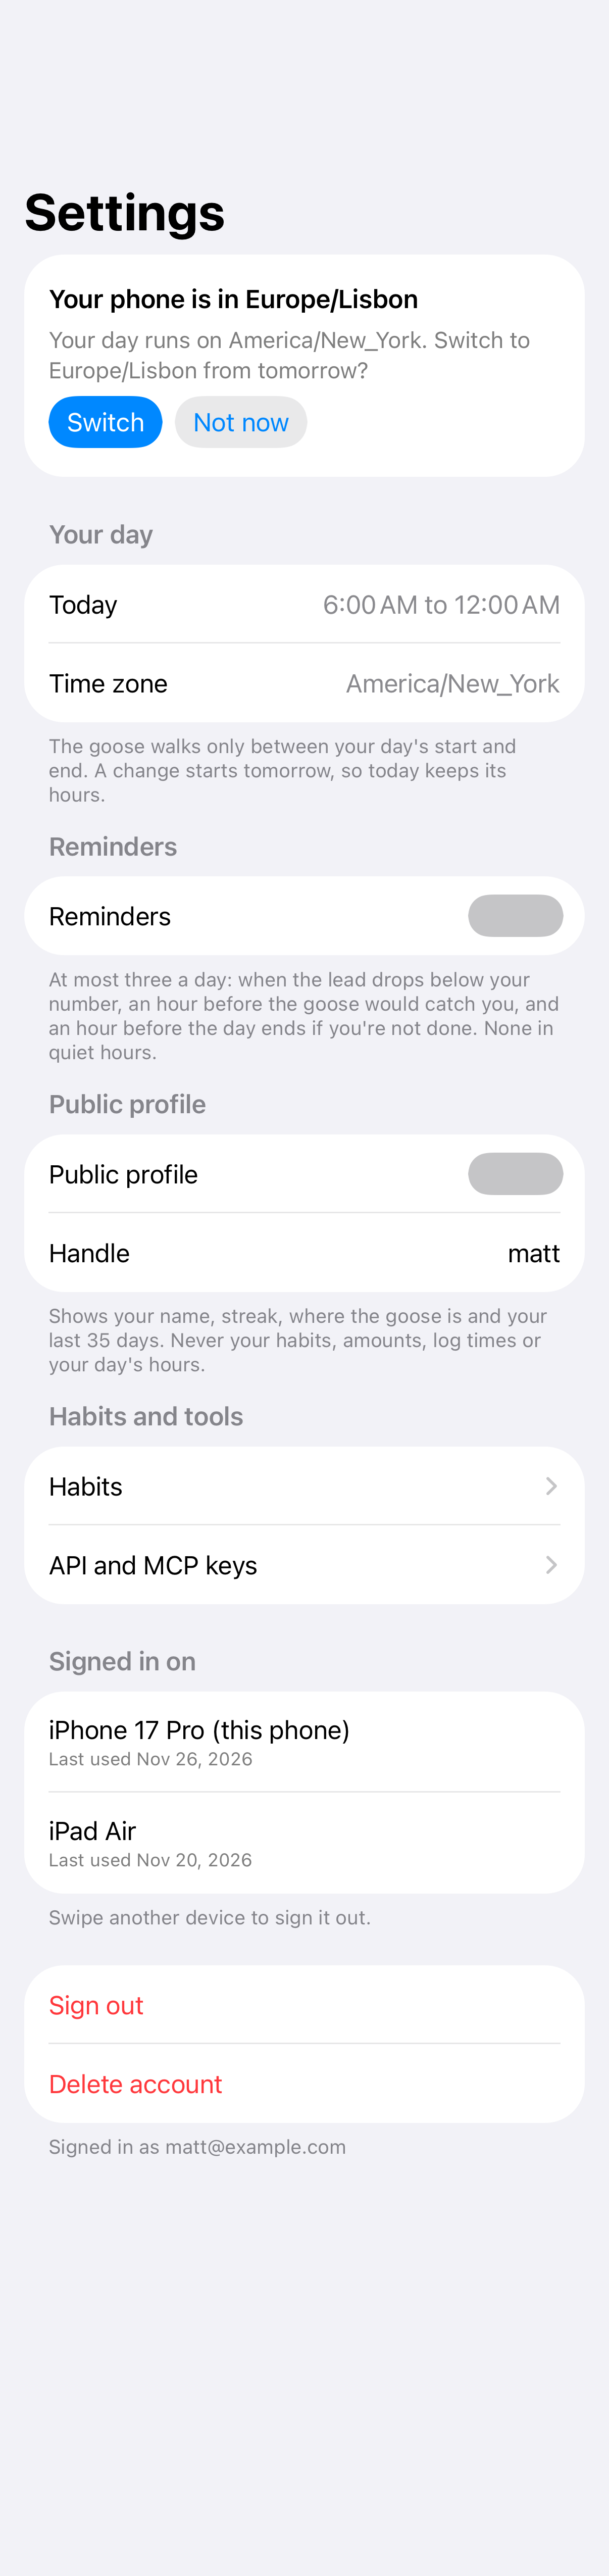 Settings
Your phone is in Europe/Lisbon
Your day runs on America/New_York. Switch to
Europe/Lisbon from tomorrow?
Switch Not now
Your day
Today 6:00 AM to 12:00 AM
Time zone America/New_York
The goose walks only between your day's start and
end. A change starts tomorrow, so today keeps its
hours.
Reminders
Reminders
At most three a day: when the lead drops below your
number, an hour before the goose would catch you, and
an hour before the day ends if you're not done. None in
quiet hours.
Public profile
Public profile
Handle matt
Shows your name, streak, where the goose is and your
last 35 days. Never your habits, amounts, log times or
your day's hours.
Habits and tools
Habits
API and MCP keys
Signed in on
iPhone 17 Pro (this phone)
Last used Nov 26, 2026
iPad Air
Last used Nov 20, 2026
Swipe another device to sign it out.
Sign out
Delete account
Signed in as matt@example.com